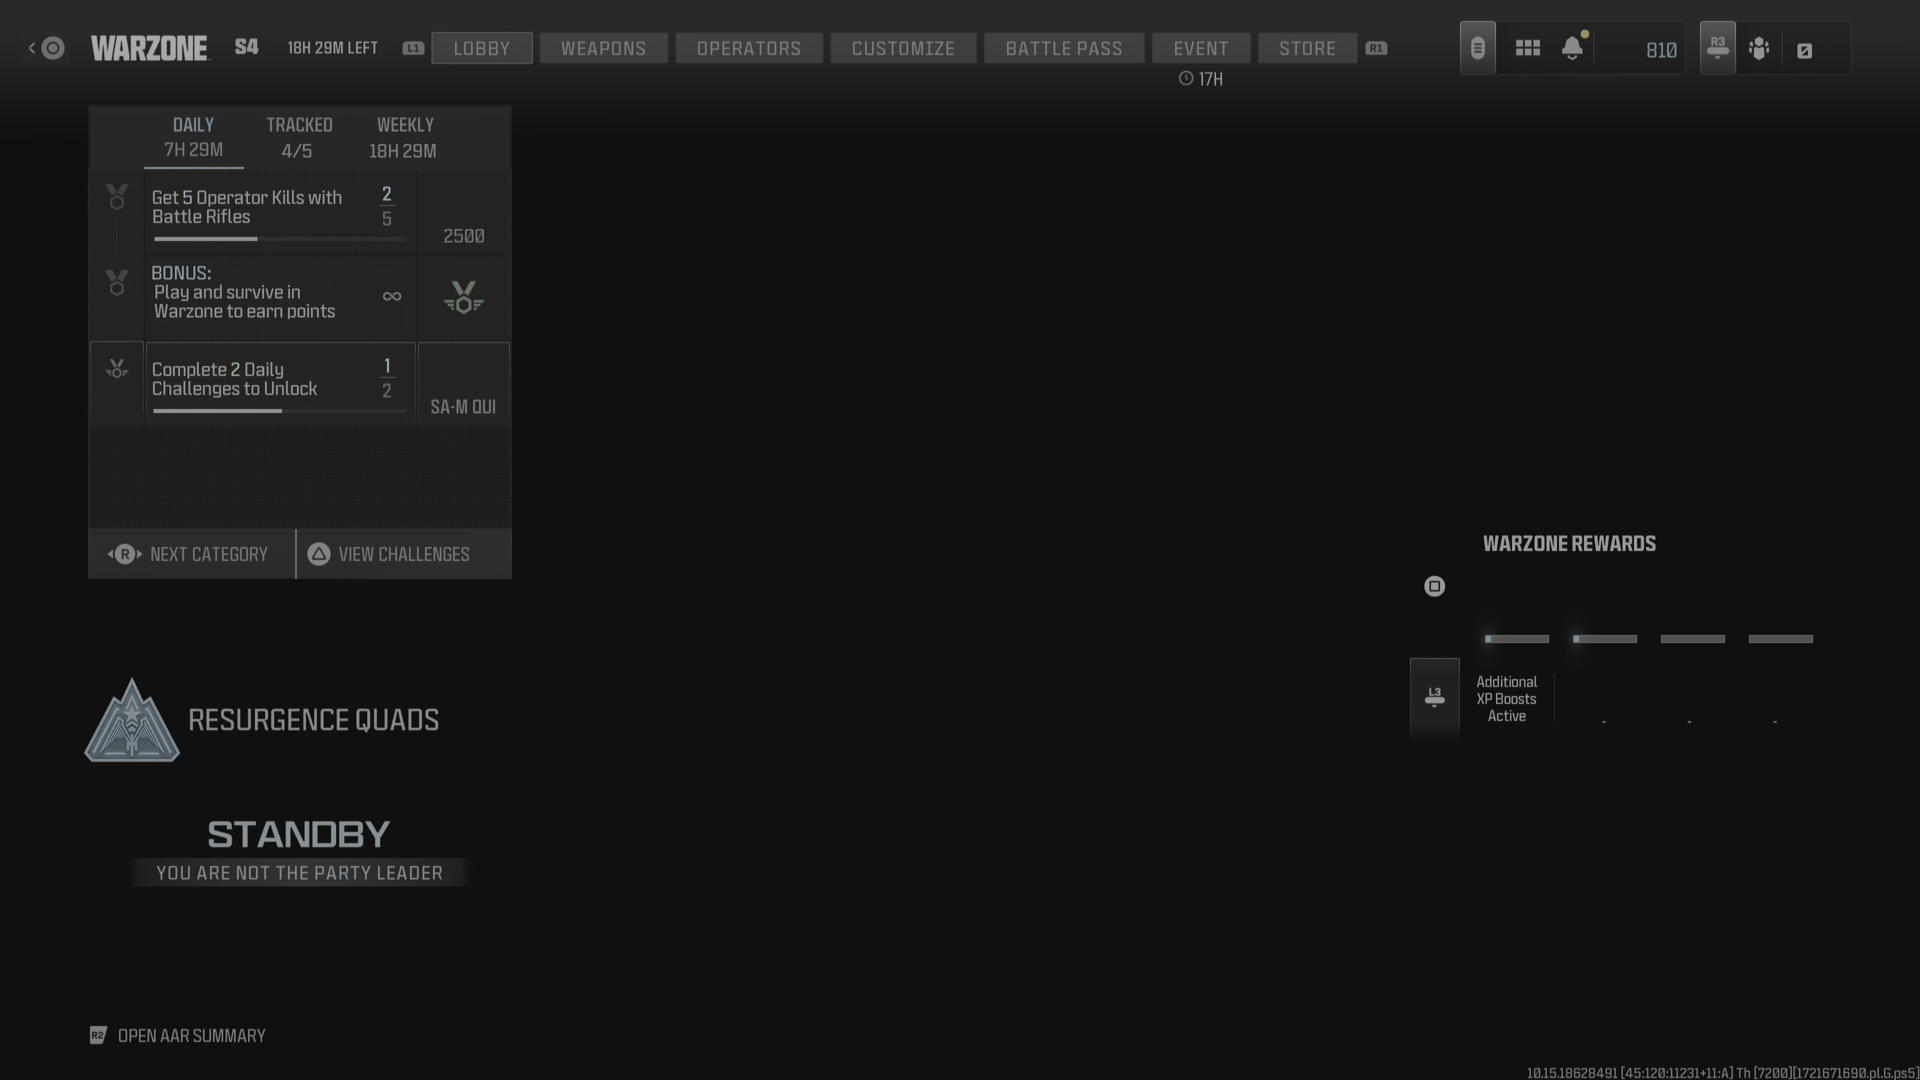 WARZONE
S4
18H 29M LEFT
L1
LOBBY
WEAPONS
OPERATORS
CUSTOMIZE
BATTLE PASS
EVENT
STORE
R1
17H
810
R3
0
DAILY
7H 29M
TRACKED
4/5
WEEKLY
18H 29M
Get 5 Operator Kills with
Battle Rifles
2
5
2500
BONUS:
Play and survive in
Warzone to earn points
∞
Complete 2 Daily
Challenges to Unlock
1
2
SA-M QUI
R NEXT CATEGORY
VIEW CHALLENGES
WARZONE REWARDS
L3
Additional
XP Boosts
Active
RESURGENCE QUADS
STANDBY
YOU ARE NOT THE PARTY LEADER
R2 OPEN AAR SUMMARY
10.15.18628491 [45:120:11231+11:A] Th [7200][1721671690.pl.G.ps5]